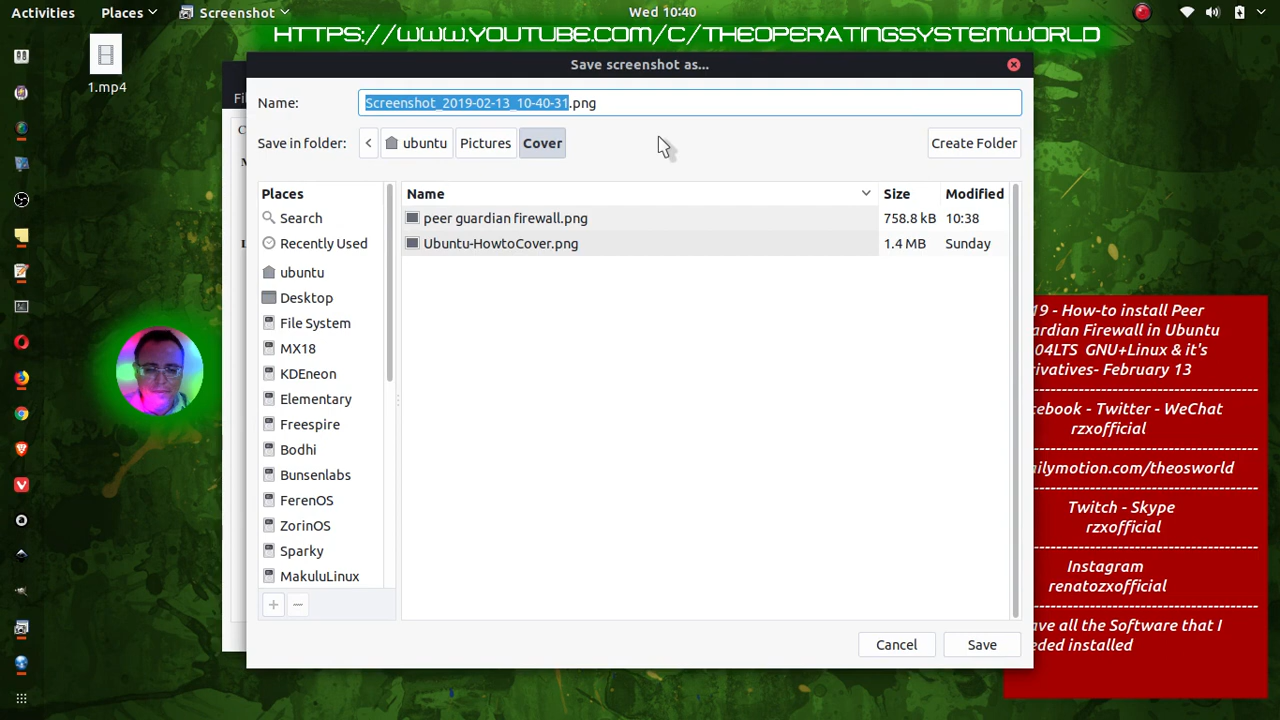 Activities Places Screenshot Wed 10:40
HTTPS://WWW.YOUTUBE.COM/C/THEOPERATINGSYSTEMWORLD
1.mp4
Save screenshot as...
Name: Screenshot_2019-02-13_10-40-31.png
Save in folder: ubuntu Pictures Cover Create Folder
Places
Search
Recently Used
ubuntu
Desktop
File System
MX18
KDEneon
Elementary
Freespire
Bodhi
Bunsenlabs
FerenOS
ZorinOS
Sparky
MakuluLinux
Name Size Modified
peer guardian firewall.png 758.8 kB 10:38
Ubuntu-HowtoCover.png 1.4 MB Sunday
Cancel Save
19 - How-to install Peer
ardian Firewall in Ubuntu
04LTS GNU+Linux & it's
ivatives- February 13
cebook - Twitter - WeChat
rzxofficial
ilymotion.com/theosworld
Twitch - Skype
rzxofficial
Instagram
renatozxofficial
ave all the Software that I
eded installed